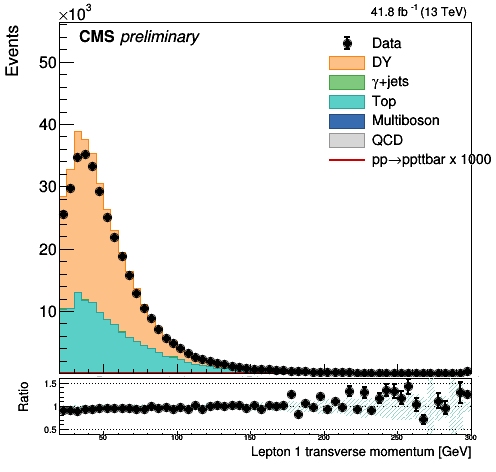 ×10³
41.8 fb⁻¹ (13 TeV)
CMS preliminary
Events
50
40
30
20
10
Data
DY
γ+jets
Top
Multiboson
QCD
pp→ppttbar x 1000
Ratio
1.5
1
0.5
50
100
150
200
250
300
Lepton 1 transverse momentum [GeV]